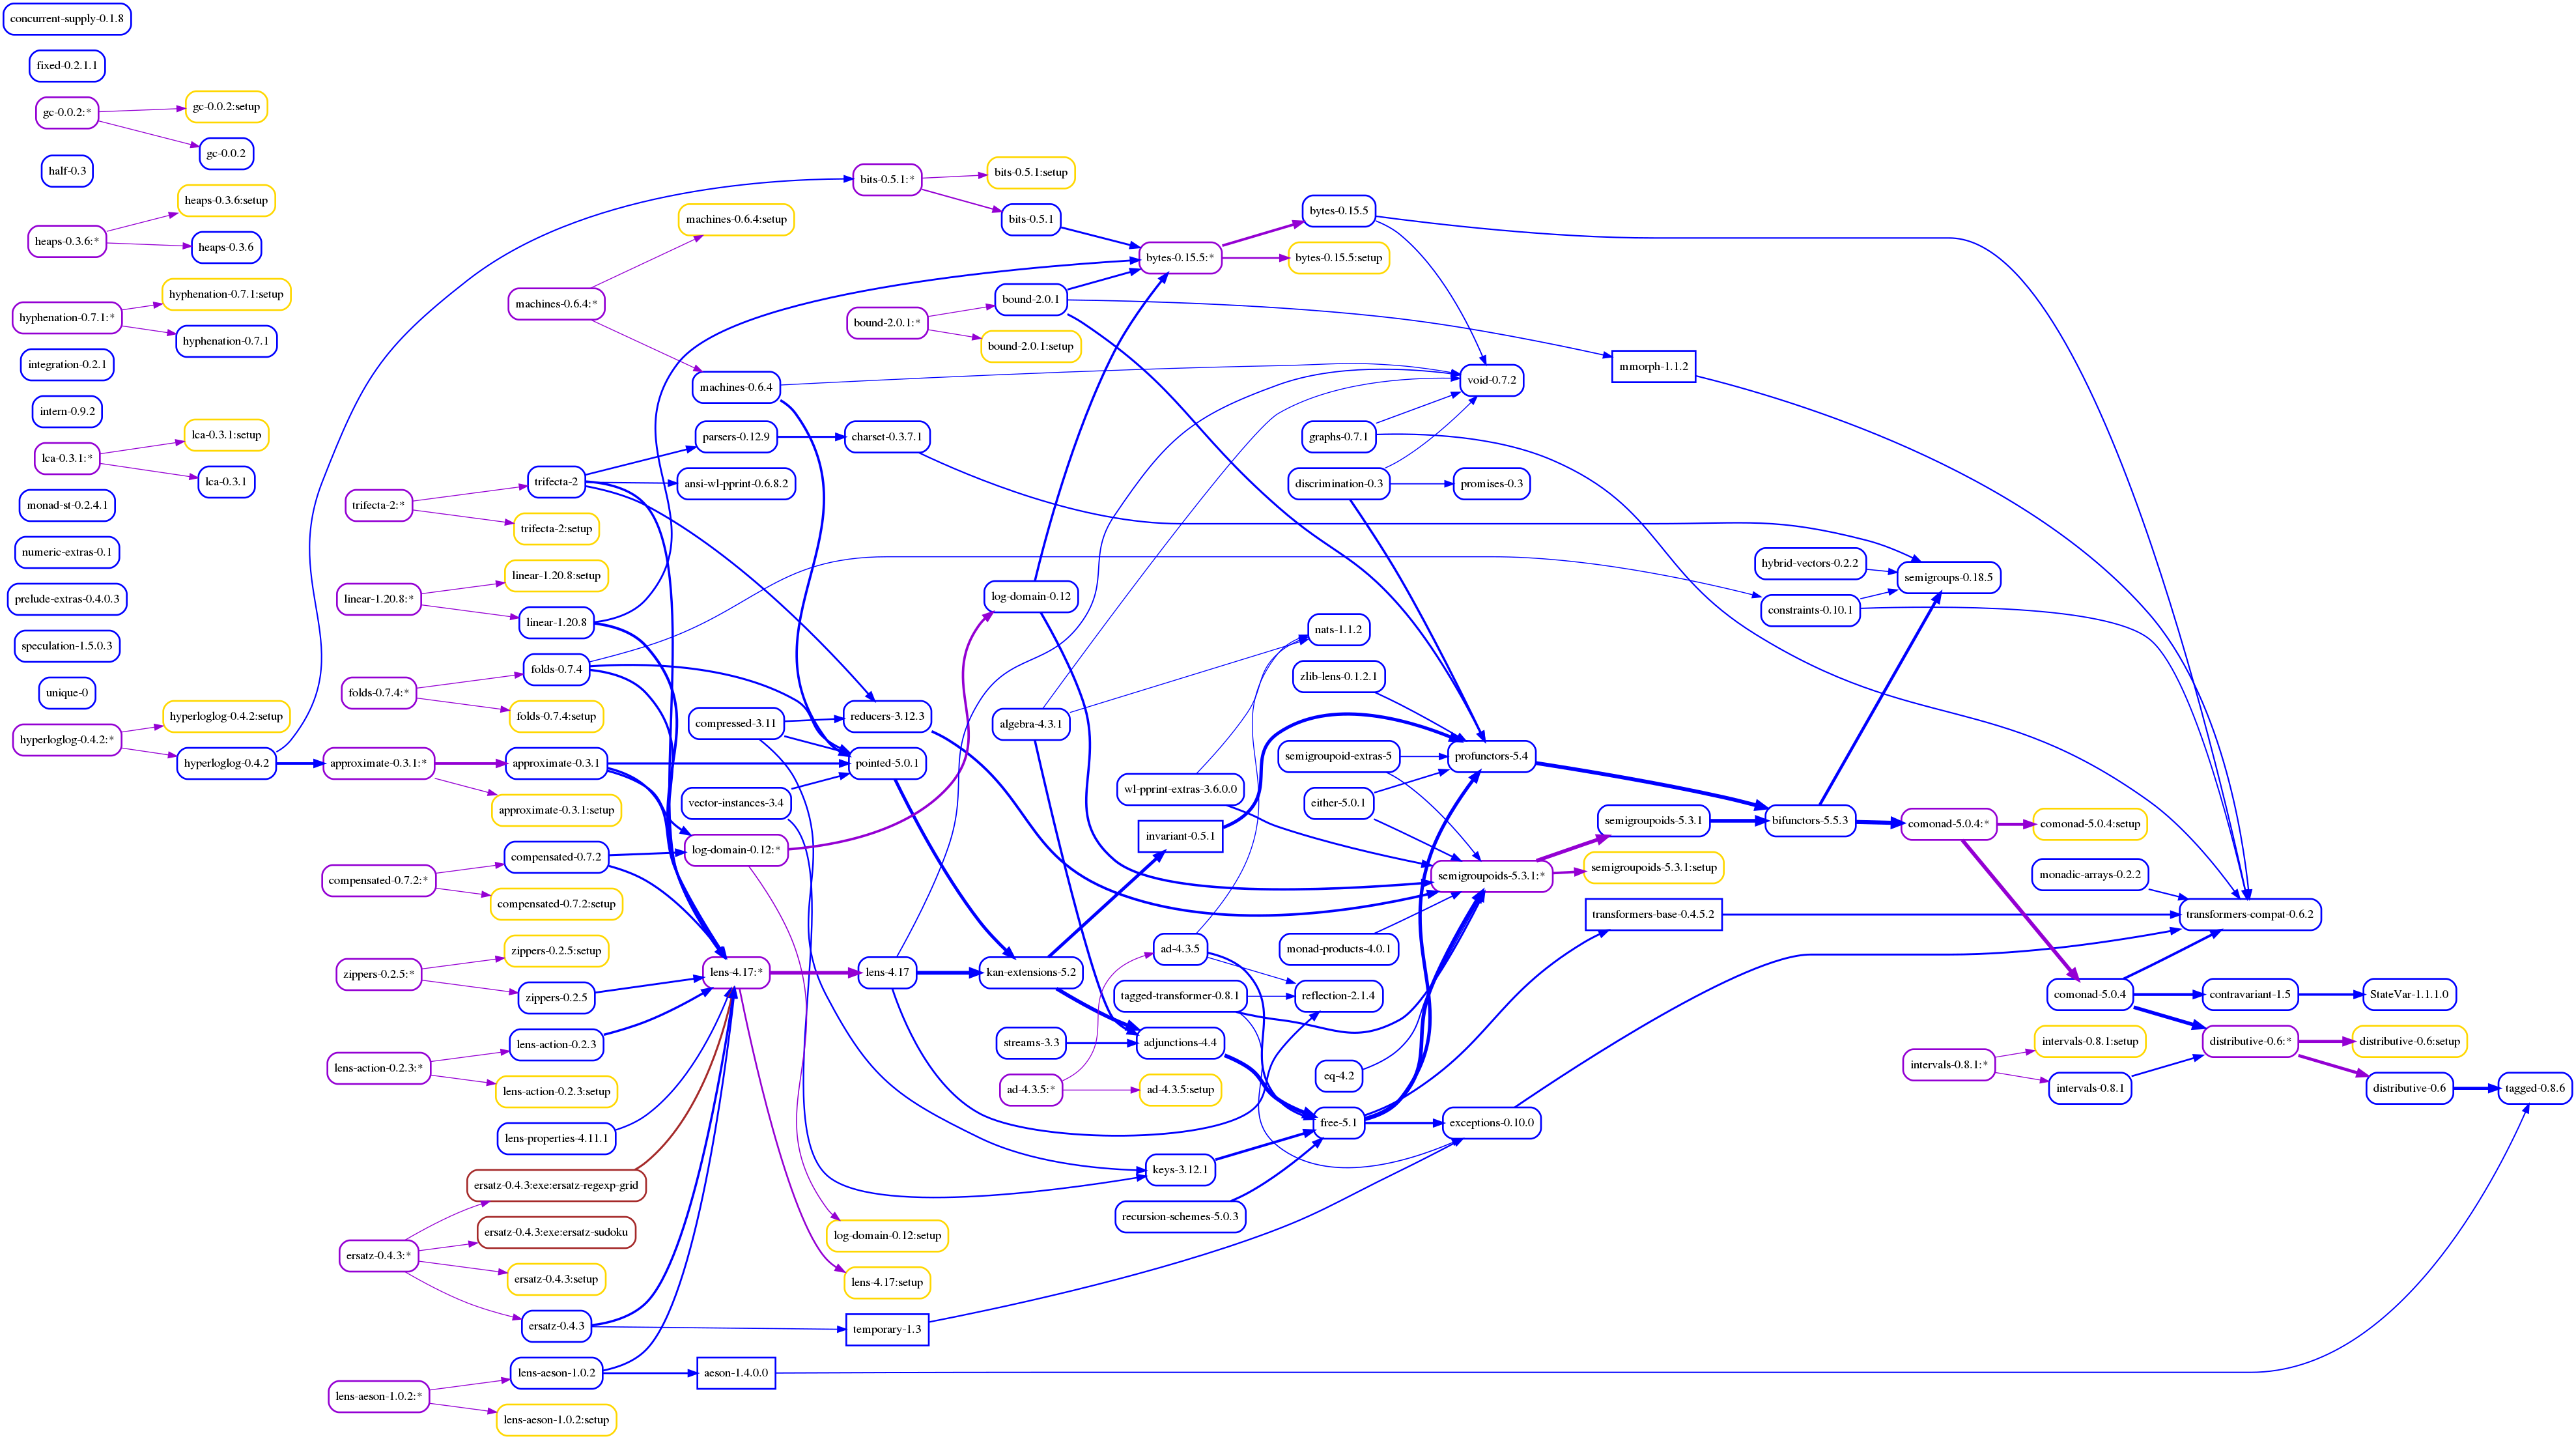 concurrent-supply-0.1.8
fixed-0.2.1.1
gc-0.0.2:*
gc-0.0.2:setup
gc-0.0.2
half-0.3
heaps-0.3.6:*
heaps-0.3.6:setup
heaps-0.3.6
hyphenation-0.7.1:*
hyphenation-0.7.1:setup
hyphenation-0.7.1
integration-0.2.1
intern-0.9.2
lca-0.3.1:*
lca-0.3.1:setup
lca-0.3.1
monad-st-0.2.4.1
numeric-extras-0.1
prelude-extras-0.4.0.3
speculation-1.5.0.3
unique-0
hyperloglog-0.4.2:*
hyperloglog-0.4.2:setup
hyperloglog-0.4.2
trifecta-2:*
trifecta-2
trifecta-2:setup
linear-1.20.8:*
linear-1.20.8:setup
linear-1.20.8
folds-0.7.4:*
folds-0.7.4
folds-0.7.4:setup
approximate-0.3.1:*
approximate-0.3.1
approximate-0.3.1:setup
compensated-0.7.2:*
compensated-0.7.2
compensated-0.7.2:setup
zippers-0.2.5:*
zippers-0.2.5:setup
zippers-0.2.5
lens-action-0.2.3:*
lens-action-0.2.3
lens-action-0.2.3:setup
lens-properties-4.11.1
ersatz-0.4.3:*
ersatz-0.4.3:exe:ersatz-regexp-grid
ersatz-0.4.3:exe:ersatz-sudoku
ersatz-0.4.3:setup
ersatz-0.4.3
lens-aeson-1.0.2:*
lens-aeson-1.0.2
lens-aeson-1.0.2:setup
machines-0.6.4:*
machines-0.6.4:setup
machines-0.6.4
parsers-0.12.9
ansi-wl-pprint-0.6.8.2
compressed-3.11
vector-instances-3.4
log-domain-0.12:*
lens-4.17:*
aeson-1.4.0.0
bits-0.5.1:*
bits-0.5.1:setup
bits-0.5.1
bound-2.0.1:*
bound-2.0.1
bound-2.0.1:setup
charset-0.3.7.1
reducers-3.12.3
pointed-5.0.1
lens-4.17
log-domain-0.12:setup
lens-4.17:setup
temporary-1.3
log-domain-0.12
algebra-4.3.1
kan-extensions-5.2
streams-3.3
ad-4.3.5:*
bytes-0.15.5:*
bytes-0.15.5
bytes-0.15.5:setup
wl-pprint-extras-3.6.0.0
invariant-0.5.1
ad-4.3.5
tagged-transformer-0.8.1
adjunctions-4.4
ad-4.3.5:setup
keys-3.12.1
recursion-schemes-5.0.3
graphs-0.7.1
discrimination-0.3
nats-1.1.2
zlib-lens-0.1.2.1
semigroupoid-extras-5
either-5.0.1
monad-products-4.0.1
reflection-2.1.4
eq-4.2
free-5.1
void-0.7.2
promises-0.3
profunctors-5.4
semigroupoids-5.3.1:*
exceptions-0.10.0
mmorph-1.1.2
semigroupoids-5.3.1
semigroupoids-5.3.1:setup
transformers-base-0.4.5.2
hybrid-vectors-0.2.2
constraints-0.10.1
bifunctors-5.5.3
semigroups-0.18.5
comonad-5.0.4:*
comonad-5.0.4:setup
intervals-0.8.1:*
monadic-arrays-0.2.2
comonad-5.0.4
intervals-0.8.1:setup
intervals-0.8.1
transformers-compat-0.6.2
contravariant-1.5
distributive-0.6:*
StateVar-1.1.1.0
distributive-0.6:setup
distributive-0.6
tagged-0.8.6